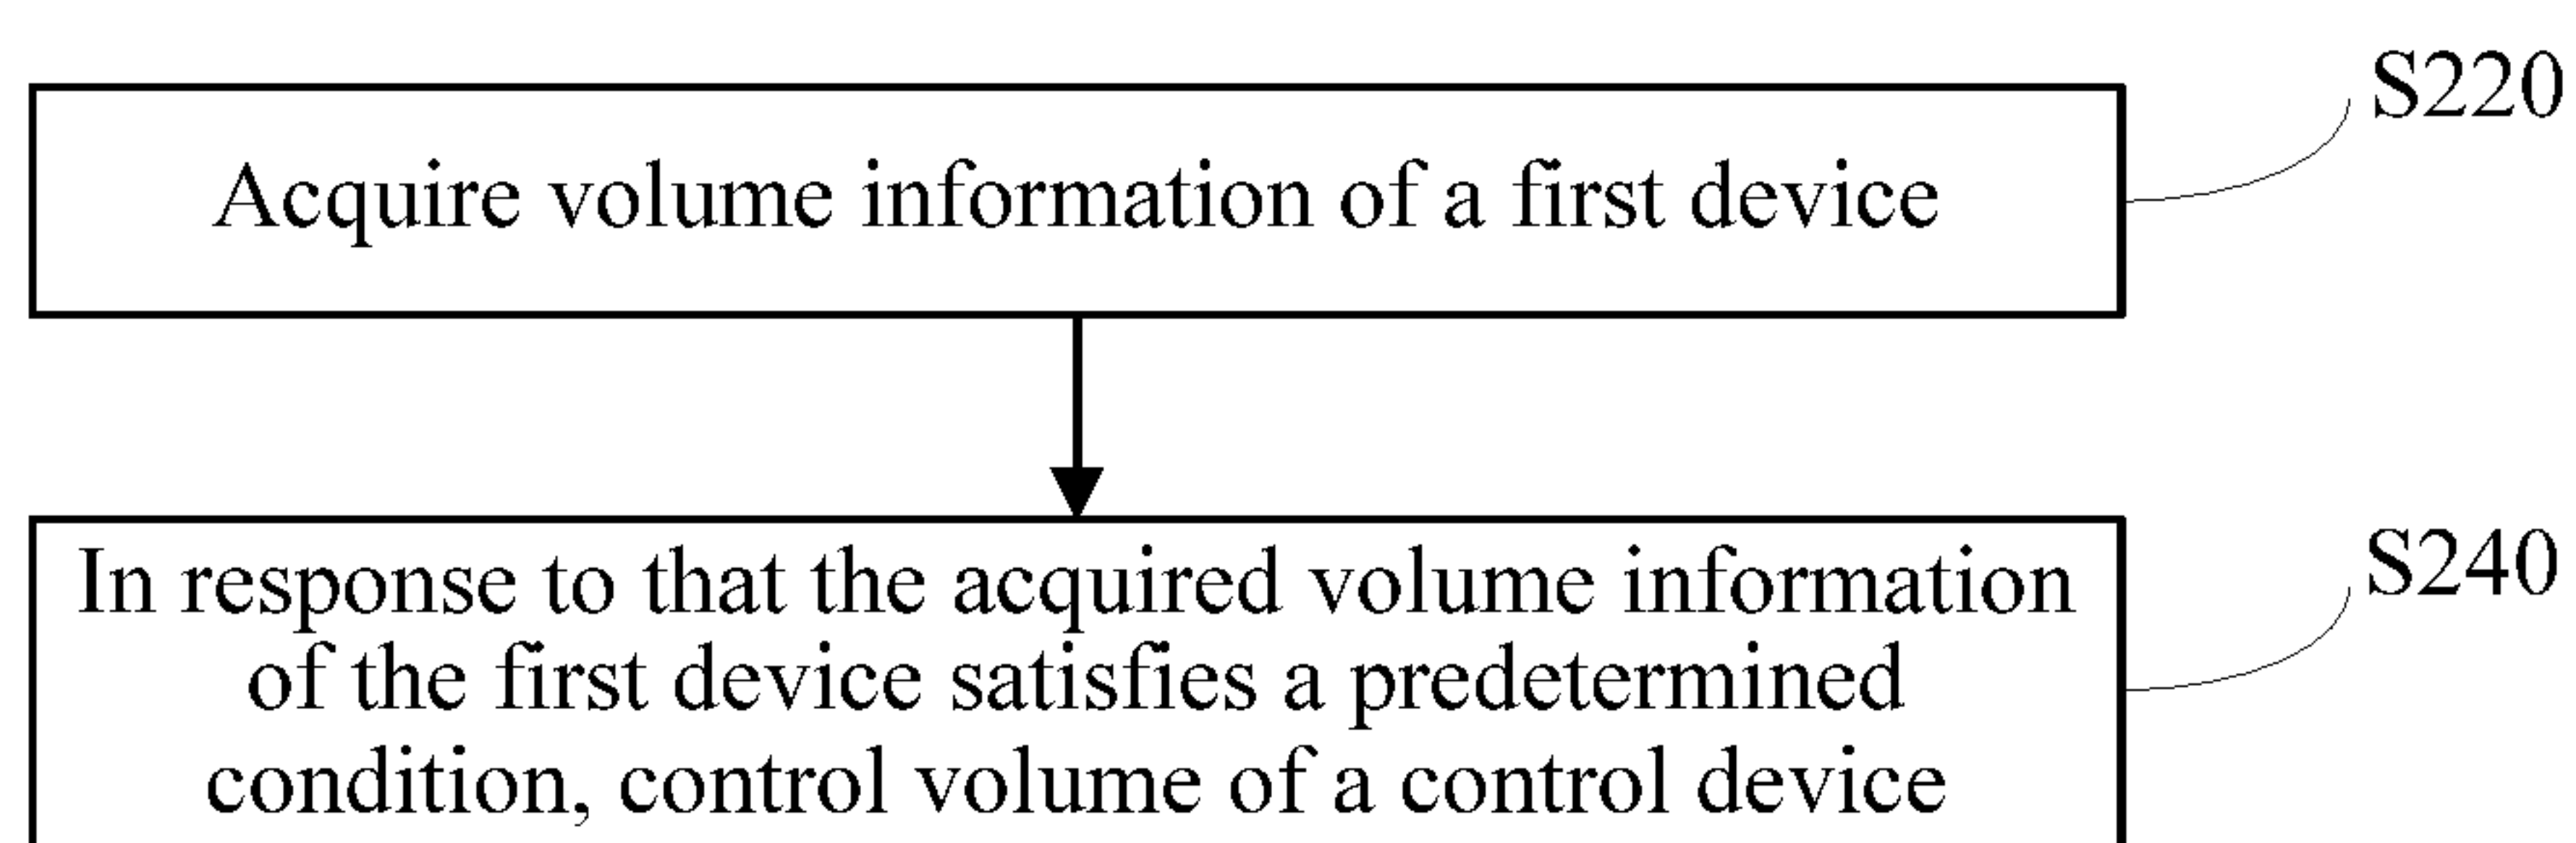 S220
Acquire volume information of a first device
In response to that the acquired volume information
of the first device satisfies a predetermined
condition, control volume of a control device
S240